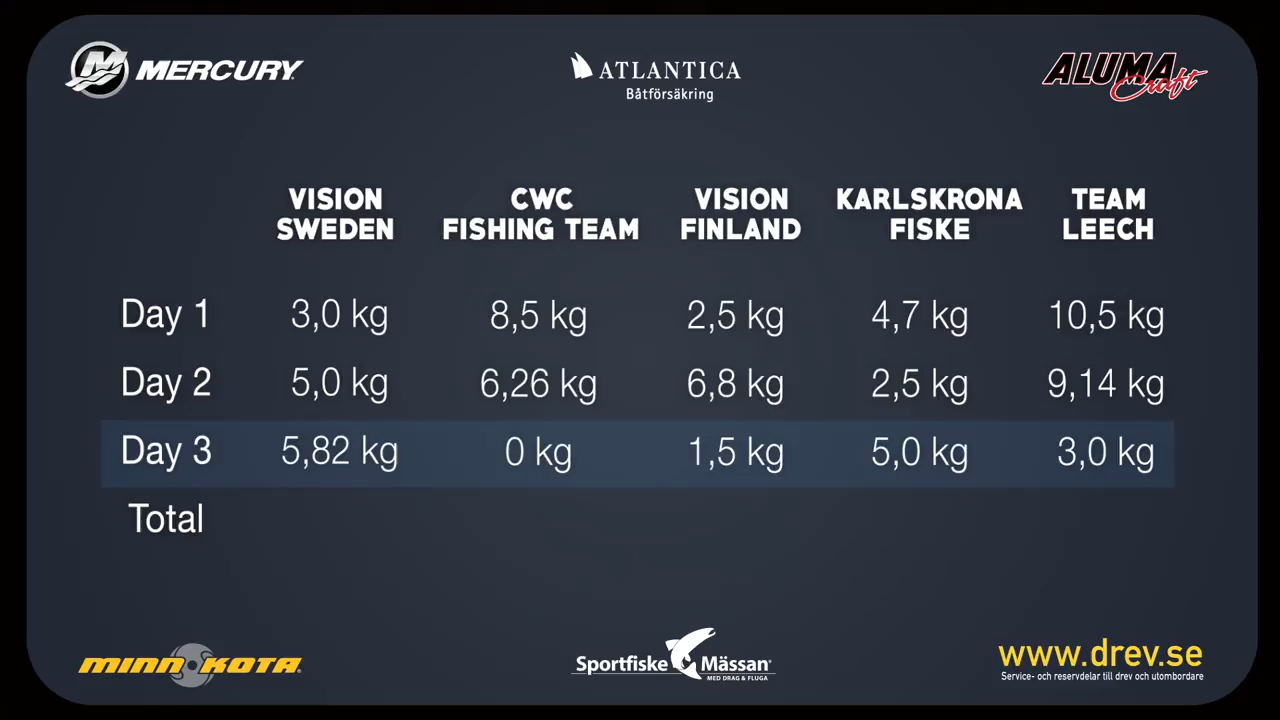 MERCURY
ATLANTICA
Båtförsäkring
ALUMA
Craft
VISION SWEDEN
CWC FISHING TEAM
VISION FINLAND
KARLSKRONA FISKE
TEAM LEECH
Day 1 3,0 kg 8,5 kg 2,5 kg 4,7 kg 10,5 kg
Day 2 5,0 kg 6,26 kg 6,8 kg 2,5 kg 9,14 kg
Day 3 5,82 kg 0 kg 1,5 kg 5,0 kg 3,0 kg
Total
MINN KOTA
Sportfiske Mässan
MED DRAG & FLUGA
www.drev.se
Service- och reservdelar till drev och utombordare